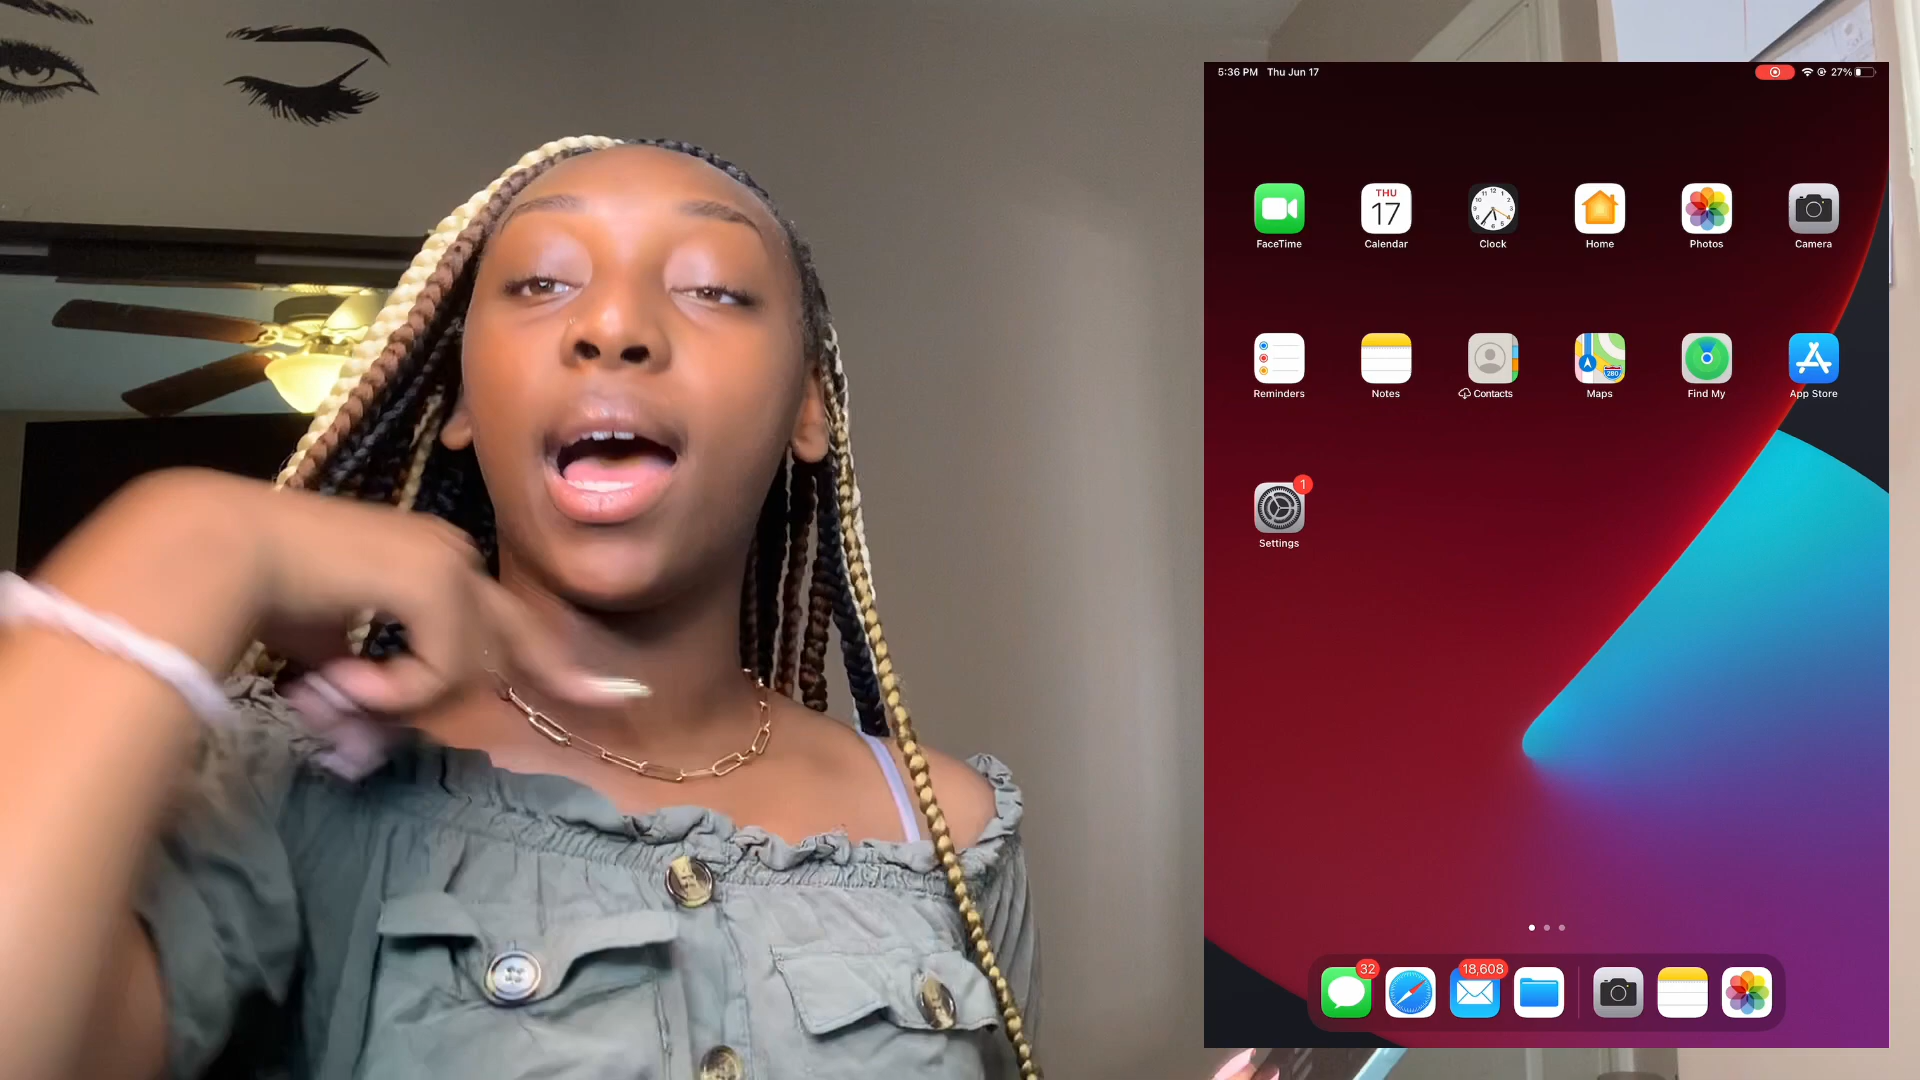 5:36 PM Thu Jun 17 27%
THU
17
FaceTime Calendar Clock Home Photos Camera
280
Reminders Notes Contacts Maps Find My App Store
1
Settings
32 18,608